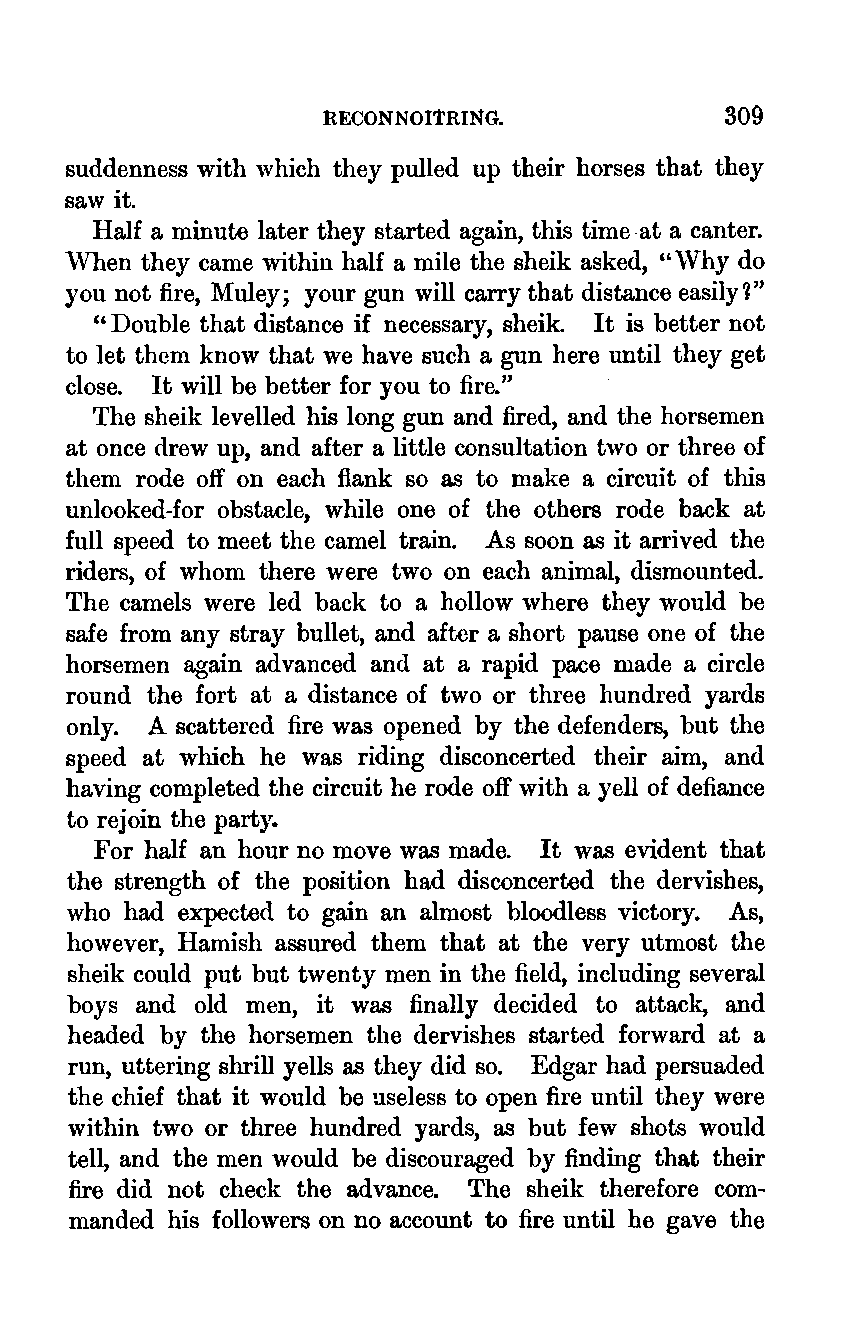 RECONNOITRING. 309
suddenness with which they pulled up their horses that they
saw it.
Half a minute later they started again, this time at a canter.
When they came within half a mile the sheik asked, “Why do
you not fire, Muley; your gun will carry that distance easily?”
“Double that distance if necessary, sheik. It is better not
to let them know that we have such a gun here until they get
close. It will be better for you to fire.”
The sheik levelled his long gun and fired, and the horsemen
at once drew up, and after a little consultation two or three of
them rode off on each flank so as to make a circuit of this
unlooked-for obstacle, while one of the others rode back at
full speed to meet the camel train. As soon as it arrived the
riders, of whom there were two on each animal, dismounted.
The camels were led back to a hollow where they would be
safe from any stray bullet, and after a short pause one of the
horsemen again advanced and at a rapid pace made a circle
round the fort at a distance of two or three hundred yards
only. A scattered fire was opened by the defenders, but the
speed at which he was riding disconcerted their aim, and
having completed the circuit he rode off with a yell of defiance
to rejoin the party.
For half an hour no move was made. It was evident that
the strength of the position had disconcerted the dervishes,
who had expected to gain an almost bloodless victory. As,
however, Hamish assured them that at the very utmost the
sheik could put but twenty men in the field, including several
boys and old men, it was finally decided to attack, and
headed by the horsemen the dervishes started forward at a
run, uttering shrill yells as they did so. Edgar had persuaded
the chief that it would be useless to open fire until they were
within two or three hundred yards, as but few shots would
tell, and the men would be discouraged by finding that their
fire did not check the advance. The sheik therefore com-
manded his followers on no account to fire until he gave the